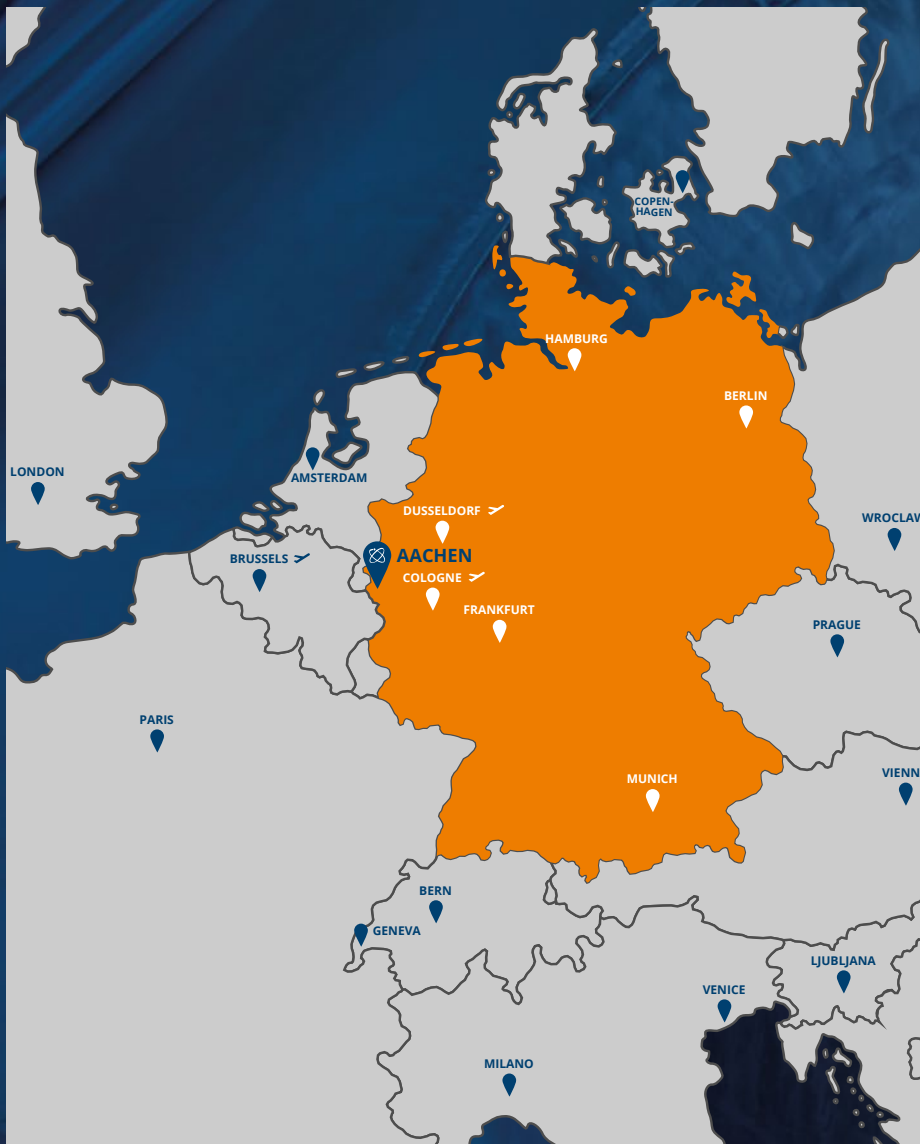 COPEN-
HAGEN
HAMBURG
BERLIN
LONDON
AMSTERDAM
DUSSELDORF
WROCLAW
BRUSSELS
AACHEN
COLOGNE
FRANKFURT
PRAGUE
PARIS
VIENN
MUNICH
BERN
GENEVA
LJUBLJANA
VENICE
MILANO